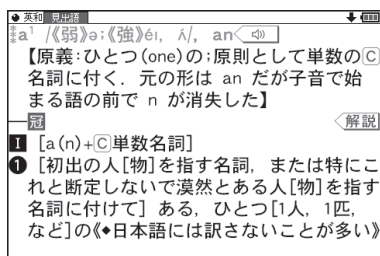 英和 見出語
⁑a¹ /《弱》ə;《強》éɪ, ʌ́/, an
【原義:ひとつ(one)の;原則として単数のⒸ
名詞に付く. 元の形は an だが子音で始
まる語の前で n が消失した】
冠 解説
Ⅰ [a(n)+Ⓒ単数名詞]
❶ [初出の人[物]を指す名詞, または特にこ
れと断定しないで漠然とある人[物]を指す
名詞に付けて] ある, ひとつ[1人, 1匹,
など]の《◆日本語には訳さないことが多い》